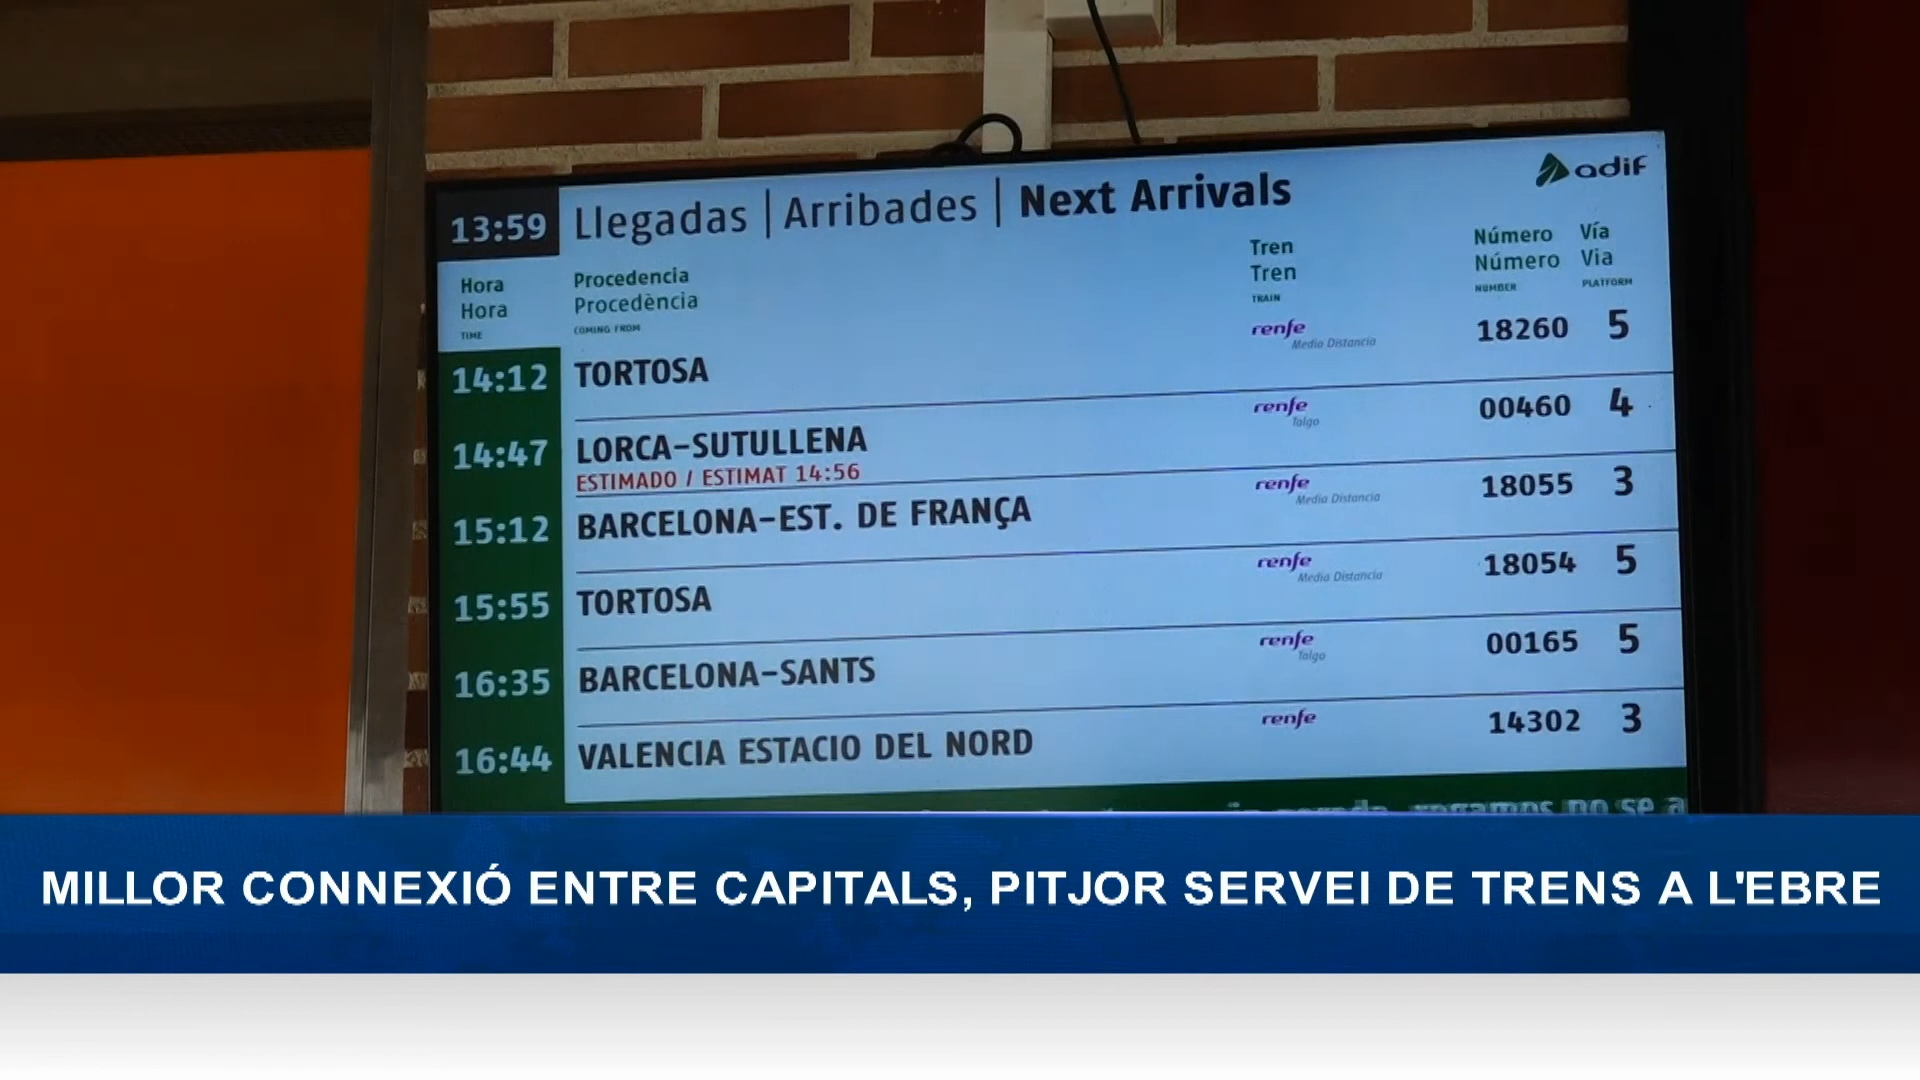 adif
13:59 Llegadas | Arribades | Next Arrivals
Hora Procedencia Tren Número Vía
Hora Procedència Tren Número Via
TIME COMING FROM TRAIN NUMBER PLATFORM
14:12 TORTOSA renfe Media Distancia 18260 5
14:47 LORCA-SUTULLENA renfe Talgo 00460 4
ESTIMADO / ESTIMAT 14:56
15:12 BARCELONA-EST. DE FRANÇA renfe Media Distancia 18055 3
15:55 TORTOSA renfe Media Distancia 18054 5
16:35 BARCELONA-SANTS renfe Talgo 00165 5
16:44 VALENCIA ESTACIO DEL NORD renfe 14302 3
rogamos no se a
MILLOR CONNEXIÓ ENTRE CAPITALS, PITJOR SERVEI DE TRENS A L'EBRE